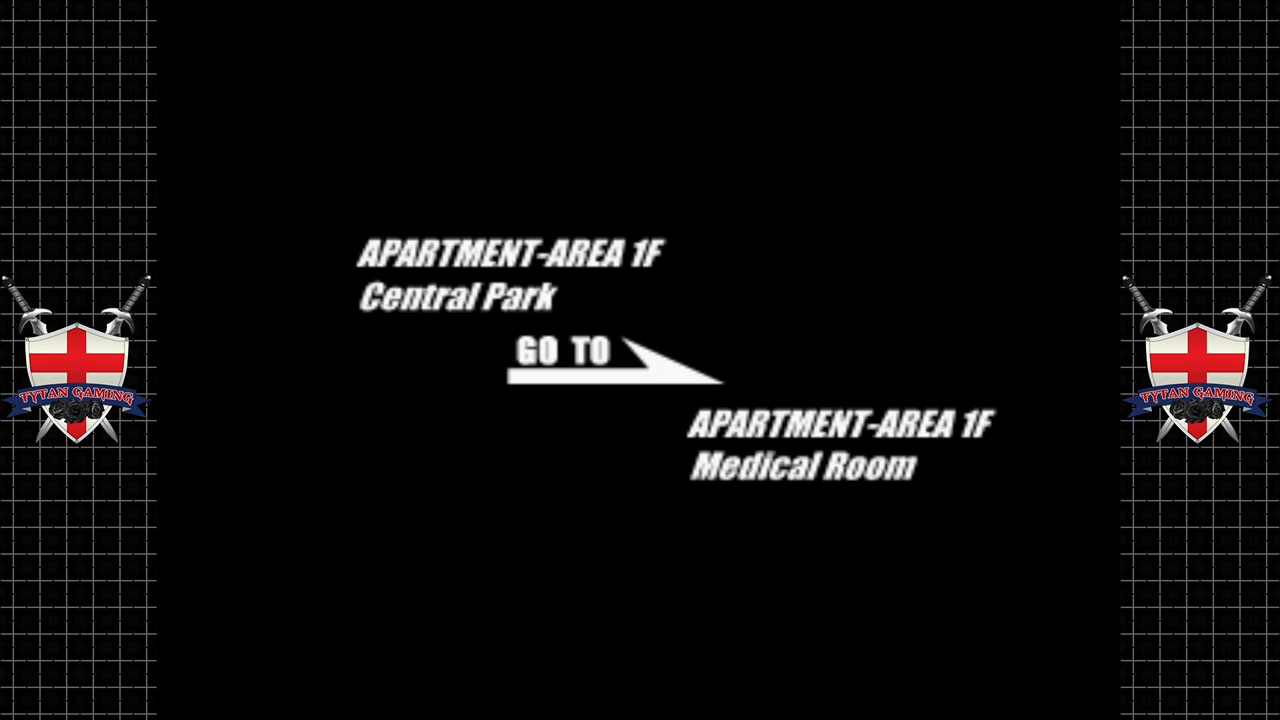 APARTMENT-AREA 1F
Central Park
GO TO
APARTMENT-AREA 1F
Medical Room
TYTAN GAMING
TYTAN GAMING